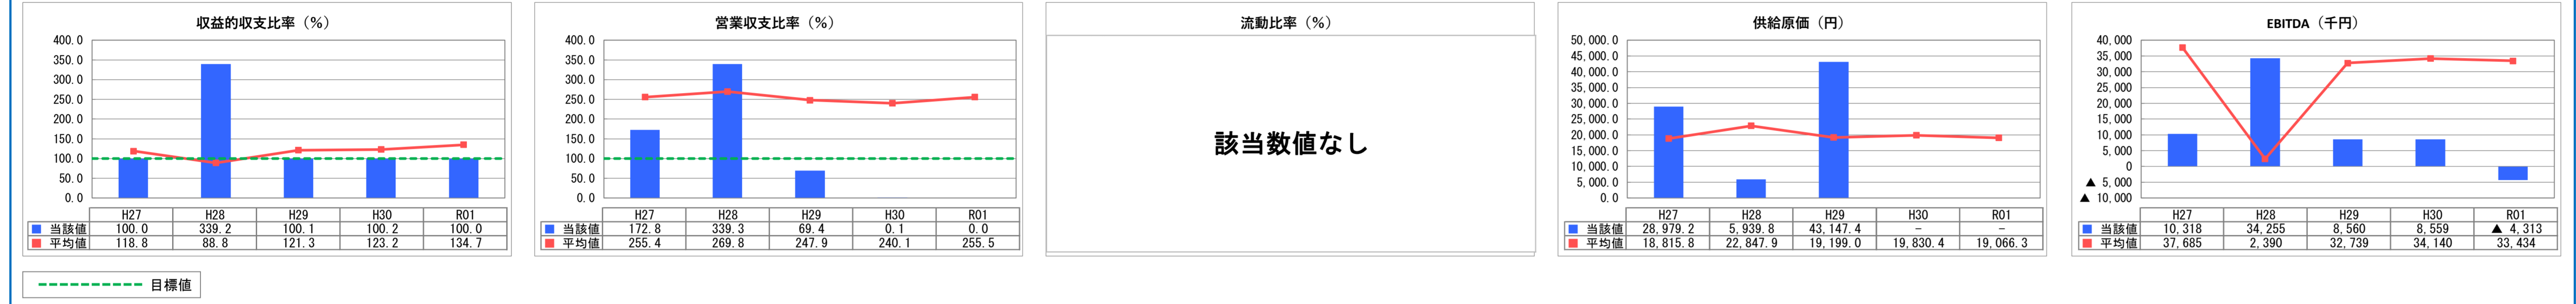 収益的収支比率（%）
400.0
350.0
300.0
250.0
200.0
150.0
100.0
50.0
0.0
H27 H28 H29 H30 R01
当該値 100.0 339.2 100.1 100.2 100.0
平均値 118.8 88.8 121.3 123.2 134.7
営業収支比率（%）
400.0
350.0
300.0
250.0
200.0
150.0
100.0
50.0
0.0
H27 H28 H29 H30 R01
当該値 172.8 339.3 69.4 0.1 0.0
平均値 255.4 269.8 247.9 240.1 255.5
流動比率（%）
該当数値なし
供給原価（円）
50,000.0
45,000.0
40,000.0
35,000.0
30,000.0
25,000.0
20,000.0
15,000.0
10,000.0
5,000.0
0.0
H27 H28 H29 H30 R01
当該値 28,979.2 5,939.8 43,147.4 － －
平均値 18,815.8 22,847.9 19,199.0 19,830.4 19,066.3
EBITDA（千円）
40,000
35,000
30,000
25,000
20,000
15,000
10,000
5,000
0
▲ 5,000
▲ 10,000
H27 H28 H29 H30 R01
当該値 10,318 34,255 8,560 8,559 ▲ 4,313
平均値 37,685 2,390 32,739 34,140 33,434
目標値